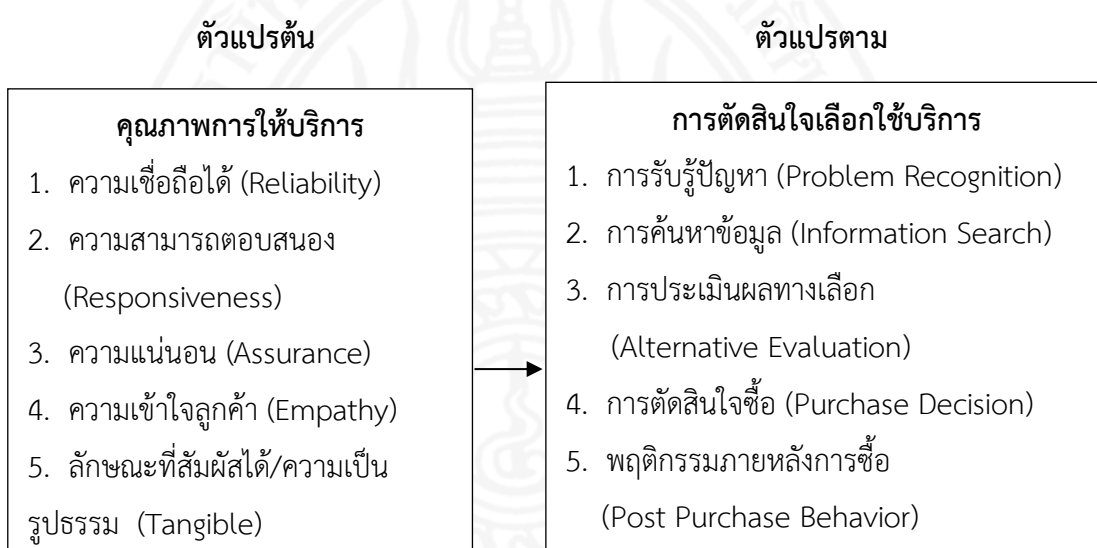 ตัวแปรต้น
คุณภาพการให้บริการ
1. ความเชื่อถือได้ (Reliability)
2. ความสามารถตอบสนอง
(Responsiveness)
3. ความแน่นอน (Assurance)
4. ความเข้าใจลูกค้า (Empathy)
5. ลักษณะที่สัมผัสได้/ความเป็น
รูปธรรม (Tangible)
ตัวแปรตาม
การตัดสินใจเลือกใช้บริการ
1. การรับรู้ปัญหา (Problem Recognition)
2. การค้นหาข้อมูล (Information Search)
3. การประเมินผลทางเลือก
(Alternative Evaluation)
4. การตัดสินใจซื้อ (Purchase Decision)
5. พฤติกรรมภายหลังการซื้อ
(Post Purchase Behavior)